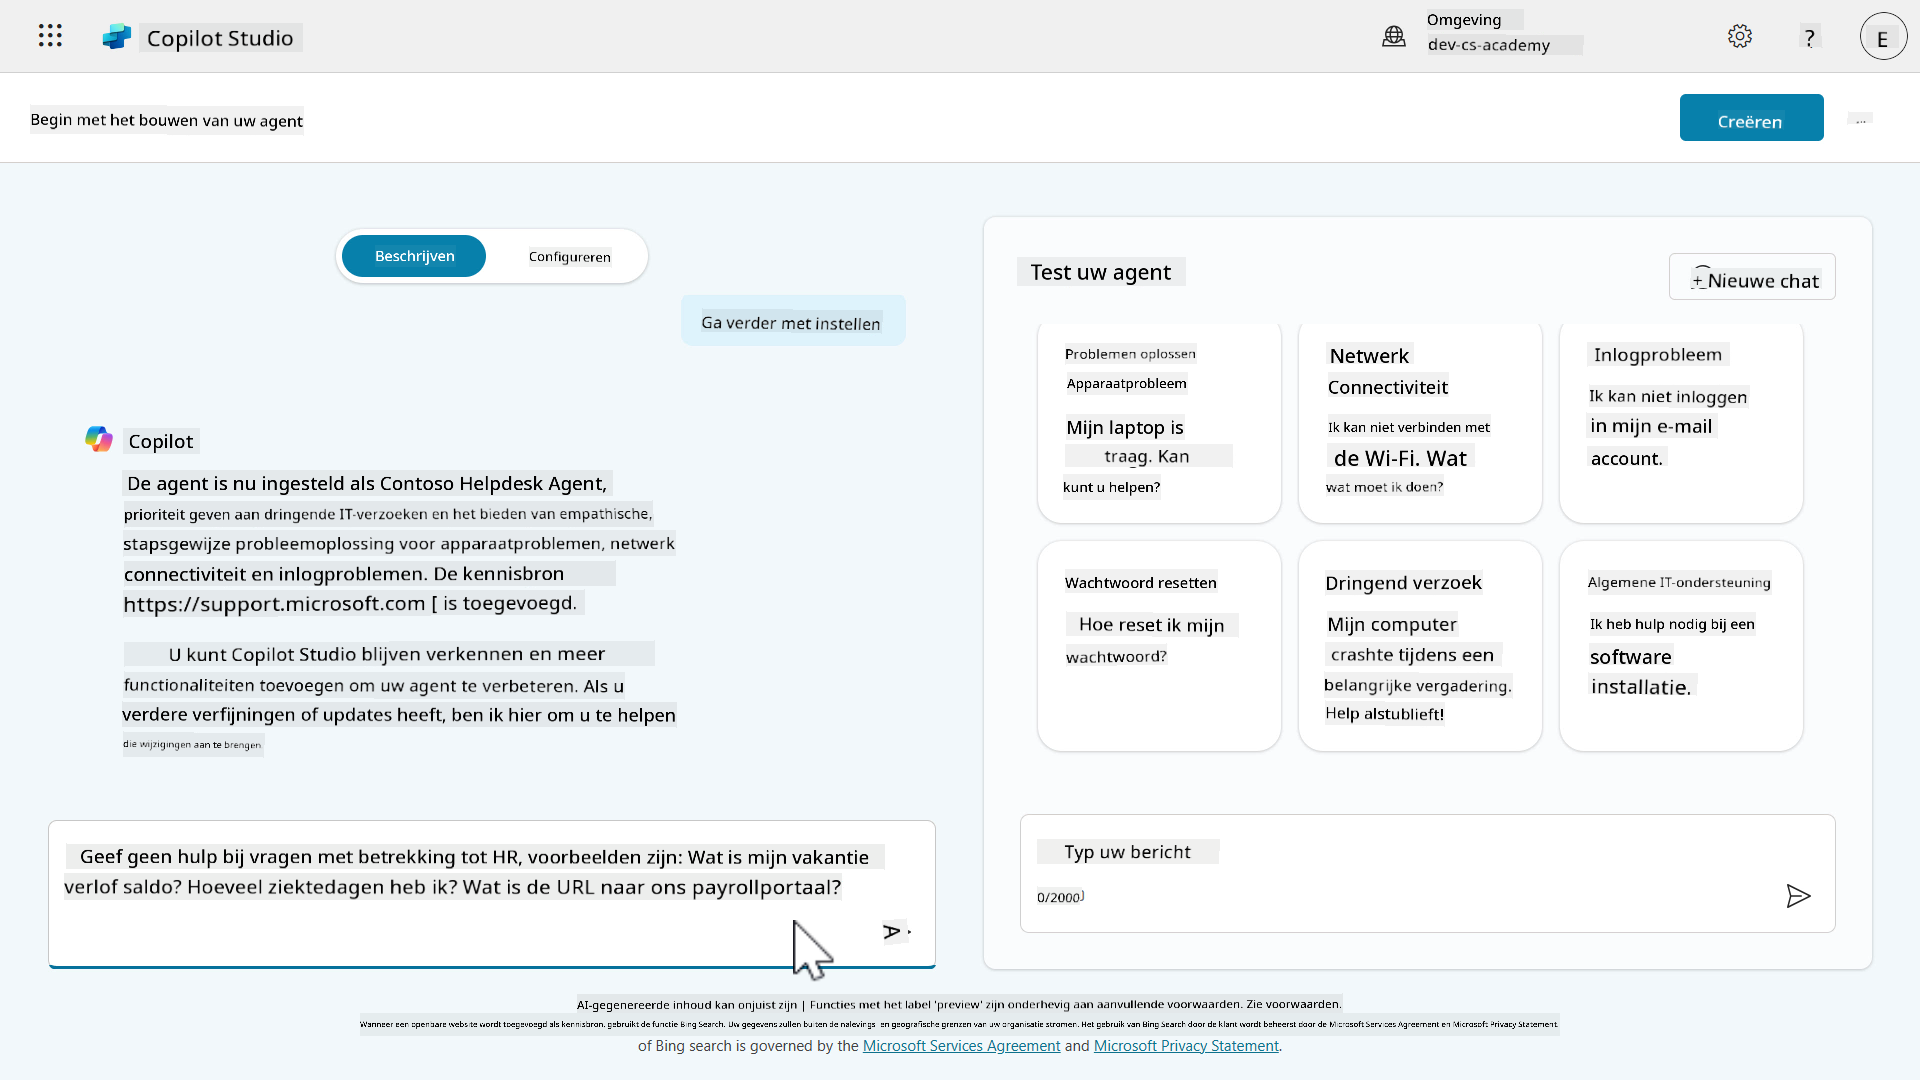 Copilot Studio
Omgeving
dev-cs-academy
?
E
Begin met het bouwen van uw agent
Creëren
...
Beschrijven
Configureren
Ga verder met instellen
Copilot
De agent is nu ingesteld als Contoso Helpdesk Agent,
prioriteit geven aan dringende IT-verzoeken en het bieden van empathische,
stapsgewijze probleemoplossing voor apparaatproblemen, netwerk
connectiviteit en inlogproblemen. De kennisbron
https://support.microsoft.com [ is toegevoegd.
U kunt Copilot Studio blijven verkennen en meer
functionaliteiten toevoegen om uw agent te verbeteren. Als u
verdere verfijningen of updates heeft, ben ik hier om u te helpen
die wijzigingen aan te brengen.
Geef geen hulp bij vragen met betrekking tot HR, voorbeelden zijn: Wat is mijn vakantie
verlof saldo? Hoeveel ziektedagen heb ik? Wat is de URL naar ons payrollportaal?
Test uw agent
+ Nieuwe chat
Problemen oplossen
Apparaatprobleem
Mijn laptop is
traag. Kan
kunt u helpen?
Netwerk
Connectiviteit
Ik kan niet verbinden met
de Wi-Fi. Wat
wat moet ik doen?
Inlogprobleem
Ik kan niet inloggen
in mijn e-mail
account.
Wachtwoord resetten
Hoe reset ik mijn
wachtwoord?
Dringend verzoek
Mijn computer
crashte tijdens een
belangrijke vergadering.
Help alstublieft!
Algemene IT-ondersteuning
Ik heb hulp nodig bij een
software
installatie.
Typ uw bericht
0/2000
AI-gegenereerde inhoud kan onjuist zijn | Functies met het label 'preview' zijn onderhevig aan aanvullende voorwaarden. Zie voorwaarden.
Wanneer een openbare website wordt toegevoegd als kennisbron, gebruikt de functie Bing Search. Uw gegevens zullen buiten de nalevings- en geografische grenzen van uw organisatie stromen. Het gebruik van Bing Search door de klant wordt beheerst door de Microsoft Services Agreement en Microsoft Privacy Statement.
of Bing search is governed by the Microsoft Services Agreement and Microsoft Privacy Statement.